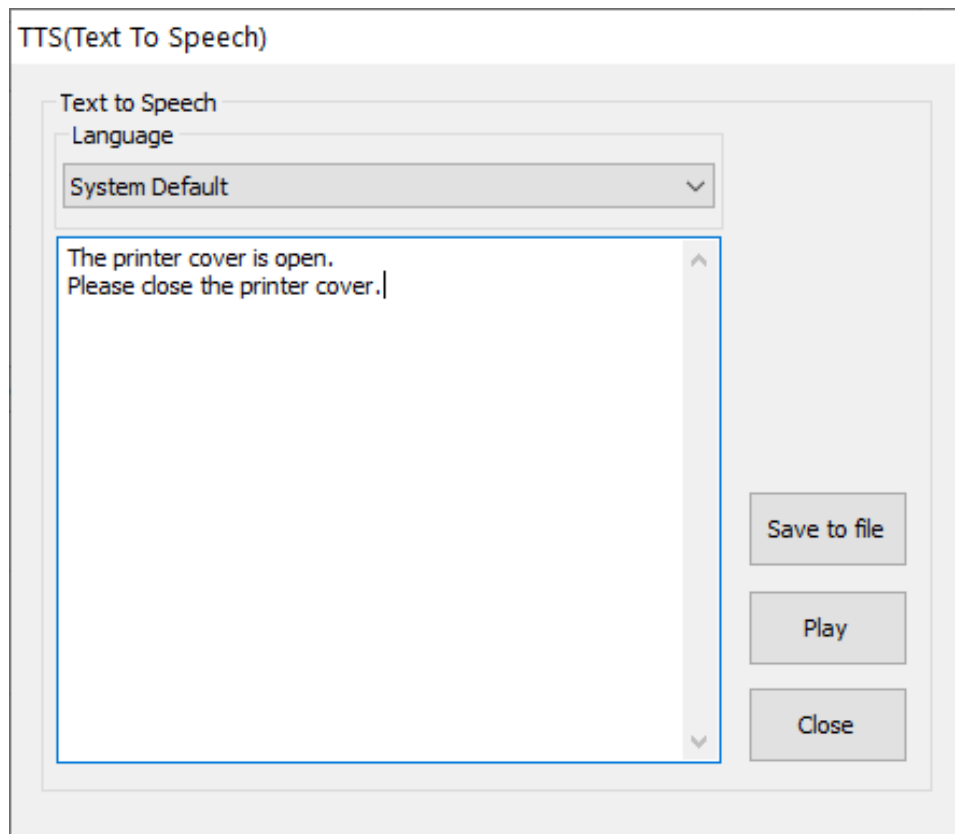 TTS(Text To Speech)
Text to Speech
Language
System Default
The printer cover is open.
Please close the printer cover.
Save to file
Play
Close